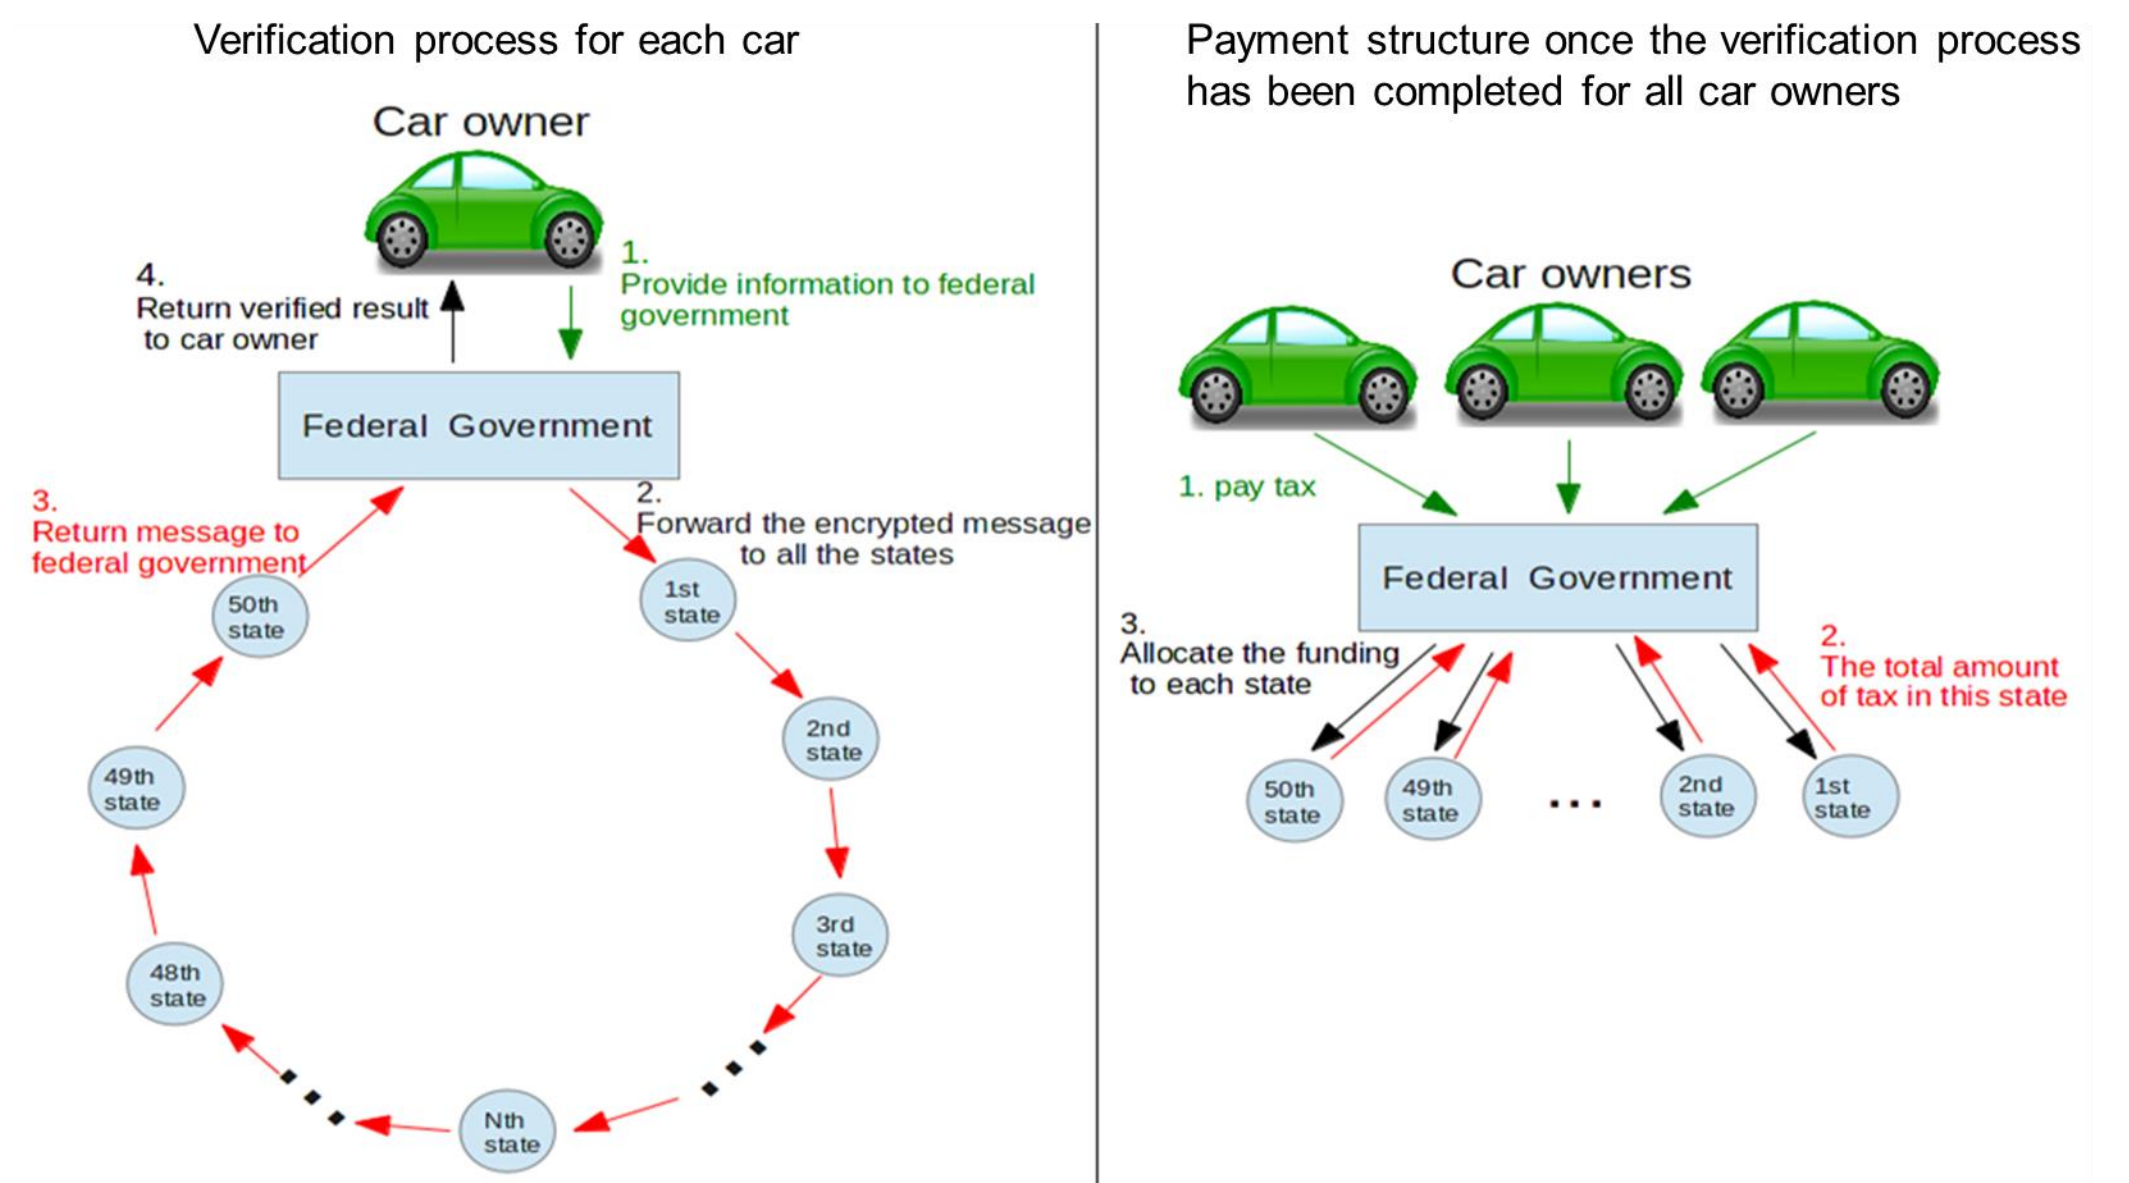 Verification process for each car
Car owner
1.
Provide information to federal
government
4.
Return verified result
to car owner
Federal Government
2.
Forward the encrypted message
to all the states
3.
Return message to
federal government
1st
state
2nd
state
3rd
state
Nth
state
48th
state
49th
state
50th
state
Payment structure once the verification process
has been completed for all car owners
Car owners
1. pay tax
Federal Government
3.
Allocate the funding
to each state
2.
The total amount
of tax in this state
50th
state
49th
state
...
2nd
state
1st
state